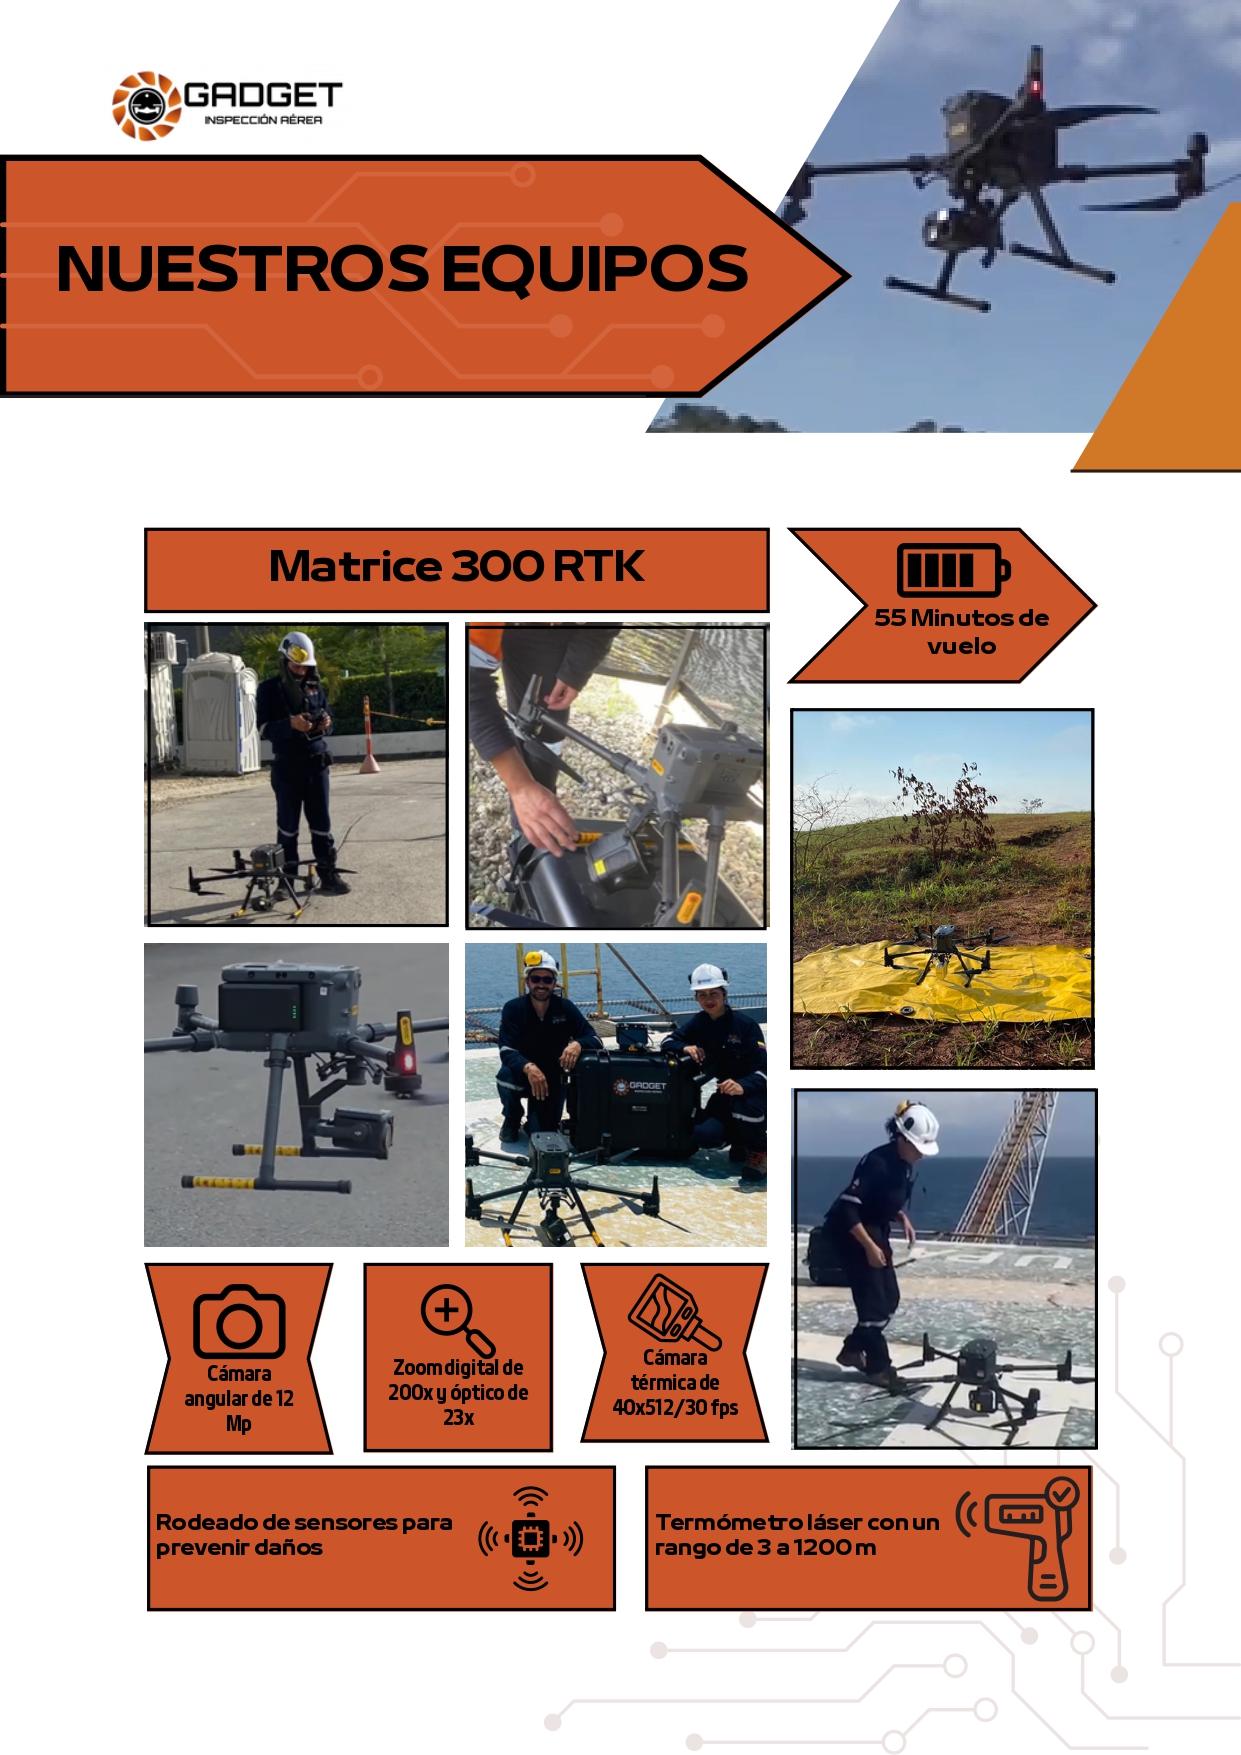 GADGET
INSPECCIÓN AÉREA
NUESTROS EQUIPOS
Matrice 300 RTK
55 Minutos de
vuelo
GADGET
Cámara
angular de 12
Mp
Zoom digital de
200x y óptico de
23x
Cámara
térmica de
40x512/30 fps
Rodeado de sensores para
prevenir daños
Termómetro láser con un
rango de 3 a 1200 m